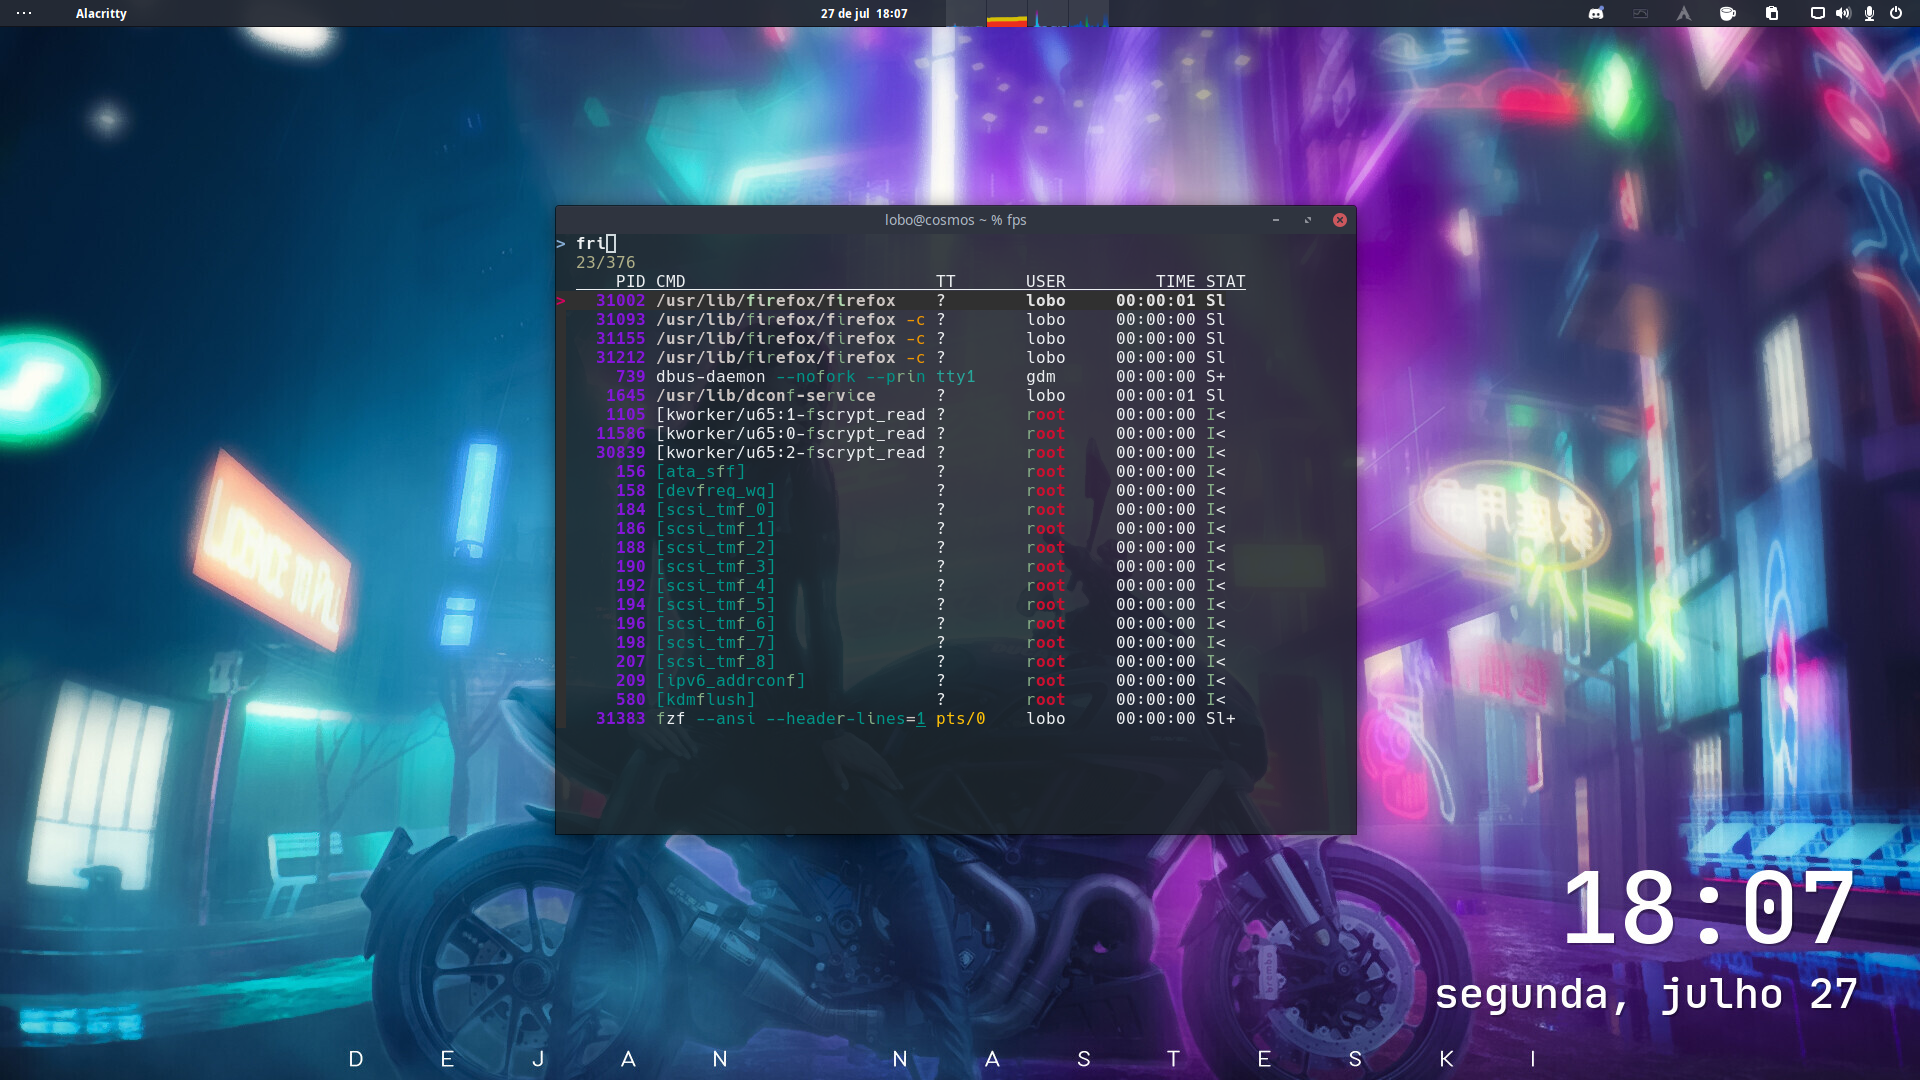 Alacritty
27 de jul 18:07
lobo@cosmos ~ % fps
> fri
23/376
PID CMD TT USER TIME STAT
> 31002 /usr/lib/firefox/firefox ? lobo 00:00:01 Sl
31093 /usr/lib/firefox/firefox -c ? lobo 00:00:00 Sl
31155 /usr/lib/firefox/firefox -c ? lobo 00:00:00 Sl
31212 /usr/lib/firefox/firefox -c ? lobo 00:00:00 Sl
739 dbus-daemon --nofork --prin tty1 gdm 00:00:00 S+
1645 /usr/lib/dconf-service ? lobo 00:00:01 Sl
1105 [kworker/u65:1-fscrypt_read ? root 00:00:00 I<
11586 [kworker/u65:0-fscrypt_read ? root 00:00:00 I<
30839 [kworker/u65:2-fscrypt_read ? root 00:00:00 I<
156 [ata_sff] ? root 00:00:00 I<
158 [devfreq_wq] ? root 00:00:00 I<
184 [scsi_tmf_0] ? root 00:00:00 I<
186 [scsi_tmf_1] ? root 00:00:00 I<
188 [scsi_tmf_2] ? root 00:00:00 I<
190 [scsi_tmf_3] ? root 00:00:00 I<
192 [scsi_tmf_4] ? root 00:00:00 I<
194 [scsi_tmf_5] ? root 00:00:00 I<
196 [scsi_tmf_6] ? root 00:00:00 I<
198 [scsi_tmf_7] ? root 00:00:00 I<
207 [scsi_tmf_8] ? root 00:00:00 I<
209 [ipv6_addrconf] ? root 00:00:00 I<
580 [kdmflush] ? root 00:00:00 I<
31383 fzf --ansi --header-lines=1 pts/0 lobo 00:00:00 Sl+
brembo
18:07
segunda, julho 27
DEJAN NASTESKI